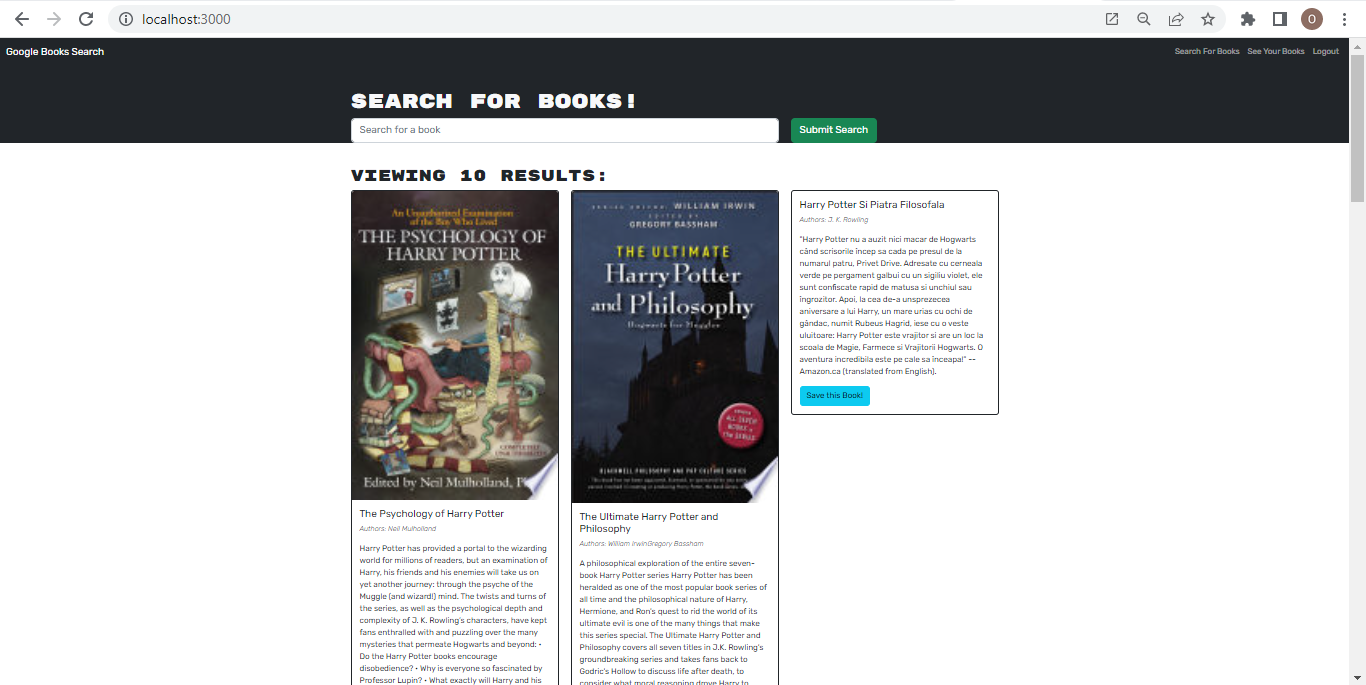 localhost:3000
O
Google Books Search
Search For Books See Your Books Logout
SEARCH FOR BOOKS!
Search for a book
Submit Search
VIEWING 10 RESULTS:
An Unauthorized Examination
of the Boy Who Lived
THE PSYCHOLOGY OF
HARRY POTTER
COMPLETELY
Edited by Neil Mulholland,
The Psychology of Harry Potter
Authors: Neil Mulholland
Harry Potter has provided a portal to the wizarding
world for millions of readers, but an examination of
Harry, his friends and his enemies will take us on
yet another journey: through the psyche of the
Muggle (and wizard!) mind. The twists and turns of
the series, as well as the psychological depth and
complexity of J. K. Rowling's characters, have kept
fans enthralled with and puzzling over the many
mysteries that permeate Hogwarts and beyond: •
Do the Harry Potter books encourage
disobedience? • Why is everyone so fascinated by
Professor Lupin? • What exactly will Harry and his
SERIES EDITOR: WILLIAM IRWIN
EDITED BY
GREGORY BASSHAM
THE ULTIMATE
Harry Potter
and Philosophy
Hogwarts for Muggles
BLACKWELL PHILOSOPHY AND POP CULTURE SERIES
The Ultimate Harry Potter and
Philosophy
Authors: William IrwinGregory Bassham
A philosophical exploration of the entire seven-
book Harry Potter series Harry Potter has been
heralded as one of the most popular book series of
all time and the philosophical nature of Harry,
Hermione, and Ron's quest to rid the world of its
ultimate evil is one of the many things that make
this series special. The Ultimate Harry Potter and
Philosophy covers all seven titles in J.K. Rowling's
groundbreaking series and takes fans back to
Godric's Hollow to discuss life after death, to
consider what moral reasoning drove Harry to
Harry Potter Si Piatra Filosofala
Authors: J. K. Rowling
"Harry Potter nu a auzit nici macar de Hogwarts
când scrisorile încep sa cada pe presul de la
numarul patru, Privet Drive. Adresate cu cerneala
verde pe pergament galbui cu un sigiliu violet, ele
sunt confiscate rapid de matusa si unchiul sau
îngrozitor. Apoi, la cea de-a unsprezecea
aniversare a lui Harry, un mare urias cu ochi de
gândac, numit Rubeus Hagrid, iese cu o veste
uluitoare: Harry Potter este vrajitor si are un loc la
scoala de Magie, Farmece si Vrajitorii Hogwarts. O
aventura incredibila este pe cale sa înceapa!" --
Amazon.ca (translated from English).
Save this Book!